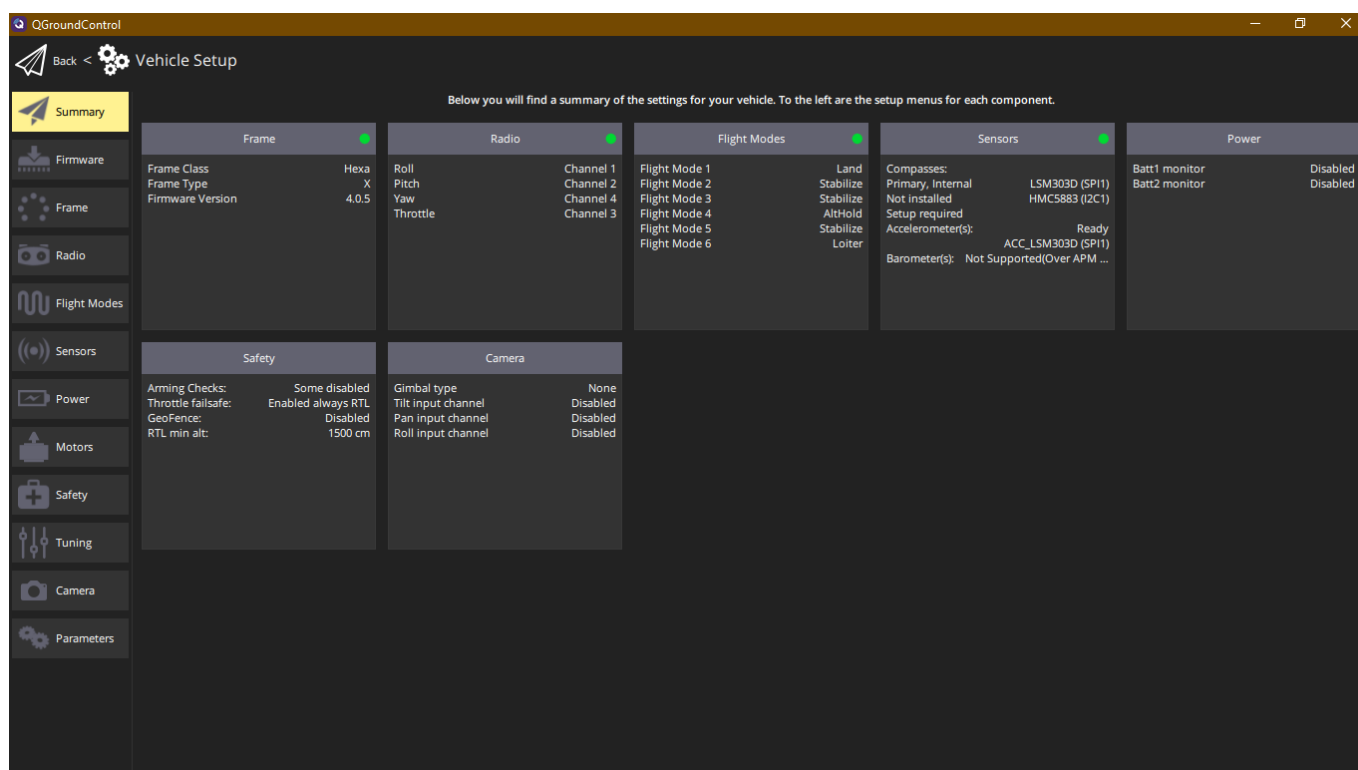 QGroundControl
Back < Vehicle Setup
Below you will find a summary of the settings for your vehicle. To the left are the setup menus for each component.
Summary
Firmware
Frame
Radio
Flight Modes
Sensors
Power
Motors
Safety
Tuning
Camera
Parameters
Frame
Frame Class Hexa
Frame Type X
Firmware Version 4.0.5
Radio
Roll Channel 1
Pitch Channel 2
Yaw Channel 4
Throttle Channel 3
Flight Modes
Flight Mode 1 Land
Flight Mode 2 Stabilize
Flight Mode 3 Stabilize
Flight Mode 4 AltHold
Flight Mode 5 Stabilize
Flight Mode 6 Loiter
Sensors
Compasses:
Primary, Internal LSM303D (SPI1)
Not installed HMC5883 (I2C1)
Setup required
Accelerometer(s): Ready
ACC_LSM303D (SPI1)
Barometer(s): Not Supported(Over APM ...
Power
Batt1 monitor Disabled
Batt2 monitor Disabled
Safety
Arming Checks: Some disabled
Throttle failsafe: Enabled always RTL
GeoFence: Disabled
RTL min alt: 1500 cm
Camera
Gimbal type None
Tilt input channel Disabled
Pan input channel Disabled
Roll input channel Disabled